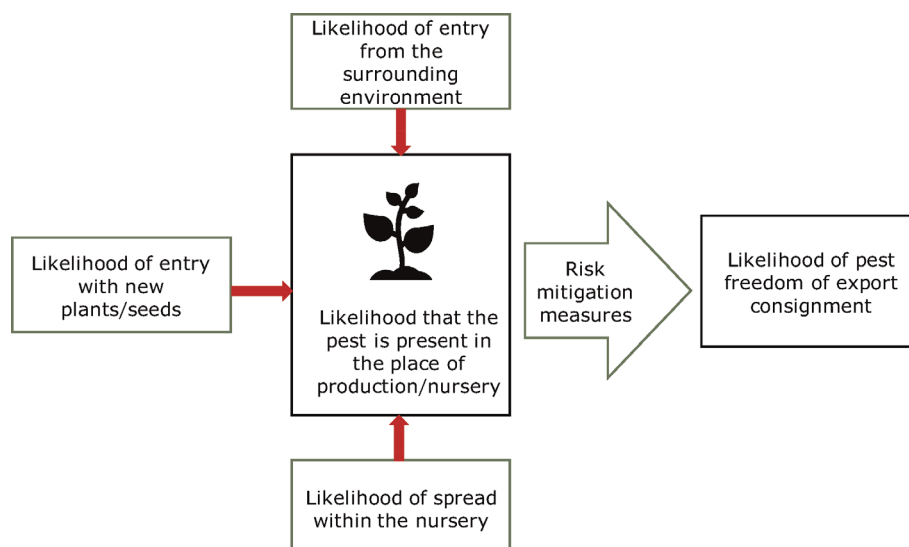 Likelihood of entry
from the
surrounding
environment
Likelihood of entry
with new
plants/seeds
Likelihood that the
pest is present in
the place of
production/nursery
Risk
mitigation
measures
Likelihood of pest
freedom of export
consignment
Likelihood of spread
within the nursery